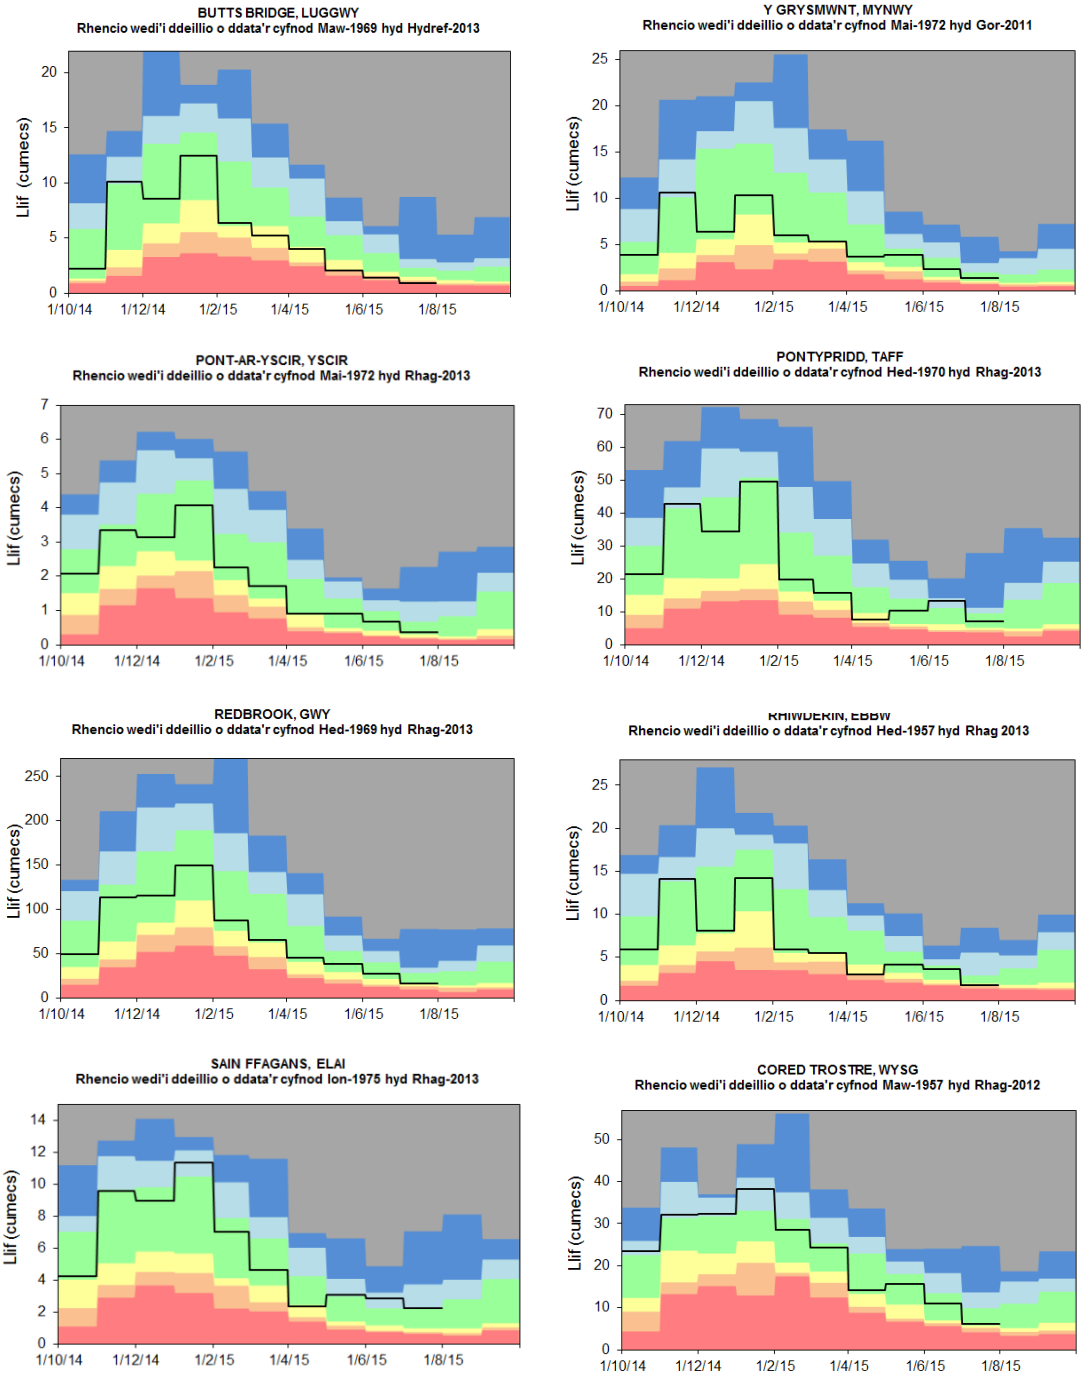 BUTTS BRIDGE, LUGGWY
Rhencio wedi'i ddeillio o ddata'r cyfnod Maw-1969 hyd Hydref-2013
Llif (cumecs)
20
15
10
5
0
1/10/14 1/12/14 1/2/15 1/4/15 1/6/15 1/8/15
Y GRYSMWNT, MYNWY
Rhencio wedi'i ddeillio o ddata'r cyfnod Mai-1972 hyd Gor-2011
Llif (cumecs)
25
20
15
10
5
0
1/10/14 1/12/14 1/2/15 1/4/15 1/6/15 1/8/15
PONT-AR-YSCIR, YSCIR
Rhencio wedi'i ddeillio o ddata'r cyfnod Mai-1972 hyd Rhag-2013
Llif (cumecs)
7
6
5
4
3
2
1
0
1/10/14 1/12/14 1/2/15 1/4/15 1/6/15 1/8/15
PONTYPRIDD, TAFF
Rhencio wedi'i ddeillio o ddata'r cyfnod Hed-1970 hyd Rhag-2013
Llif (cumecs)
70
60
50
40
30
20
10
0
1/10/14 1/12/14 1/2/15 1/4/15 1/6/15 1/8/15
REDBROOK, GWY
Rhencio wedi'i ddeillio o ddata'r cyfnod Hed-1969 hyd Rhag-2013
Llif (cumecs)
250
200
150
100
50
0
1/10/14 1/12/14 1/2/15 1/4/15 1/6/15 1/8/15
RHIWDERIN, EBBW
Rhencio wedi'i ddeillio o ddata'r cyfnod Hed-1957 hyd Rhag 2013
Llif (cumecs)
25
20
15
10
5
0
1/10/14 1/12/14 1/2/15 1/4/15 1/6/15 1/8/15
SAIN FFAGANS, ELAI
Rhencio wedi'i ddeillio o ddata'r cyfnod Ion-1975 hyd Rhag-2013
Llif (cumecs)
14
12
10
8
6
4
2
0
1/10/14 1/12/14 1/2/15 1/4/15 1/6/15 1/8/15
CORED TROSTRE, WYSG
Rhencio wedi'i ddeillio o ddata'r cyfnod Maw-1957 hyd Rhag-2012
Llif (cumecs)
50
40
30
20
10
0
1/10/14 1/12/14 1/2/15 1/4/15 1/6/15 1/8/15